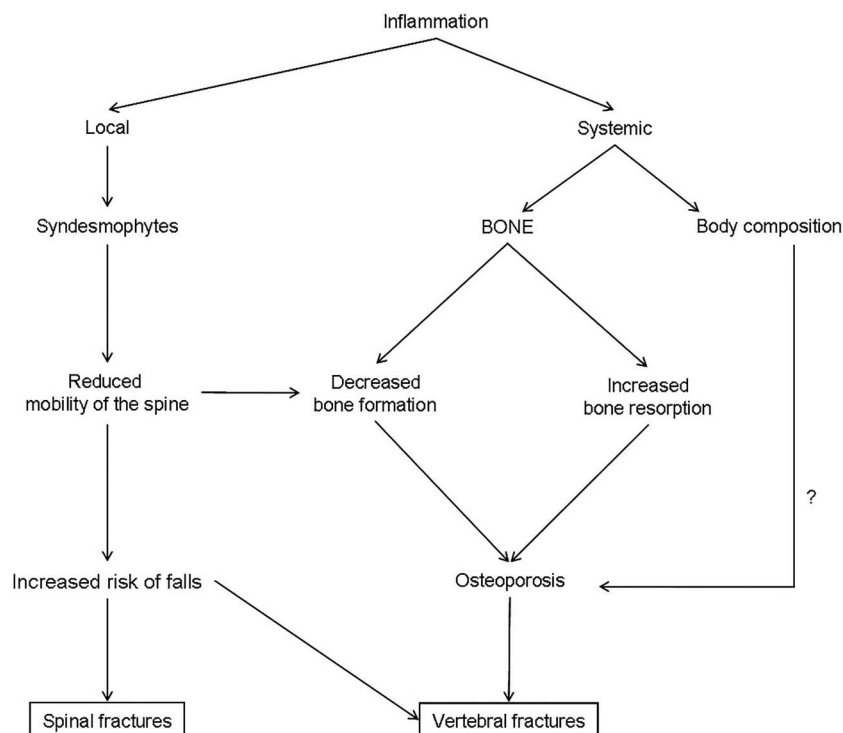 Inflammation
Local
Systemic
Syndesmophytes
BONE
Body composition
Reduced
mobility of the spine
Decreased
bone formation
Increased
bone resorption
?
Increased risk of falls
Osteoporosis
Spinal fractures
Vertebral fractures